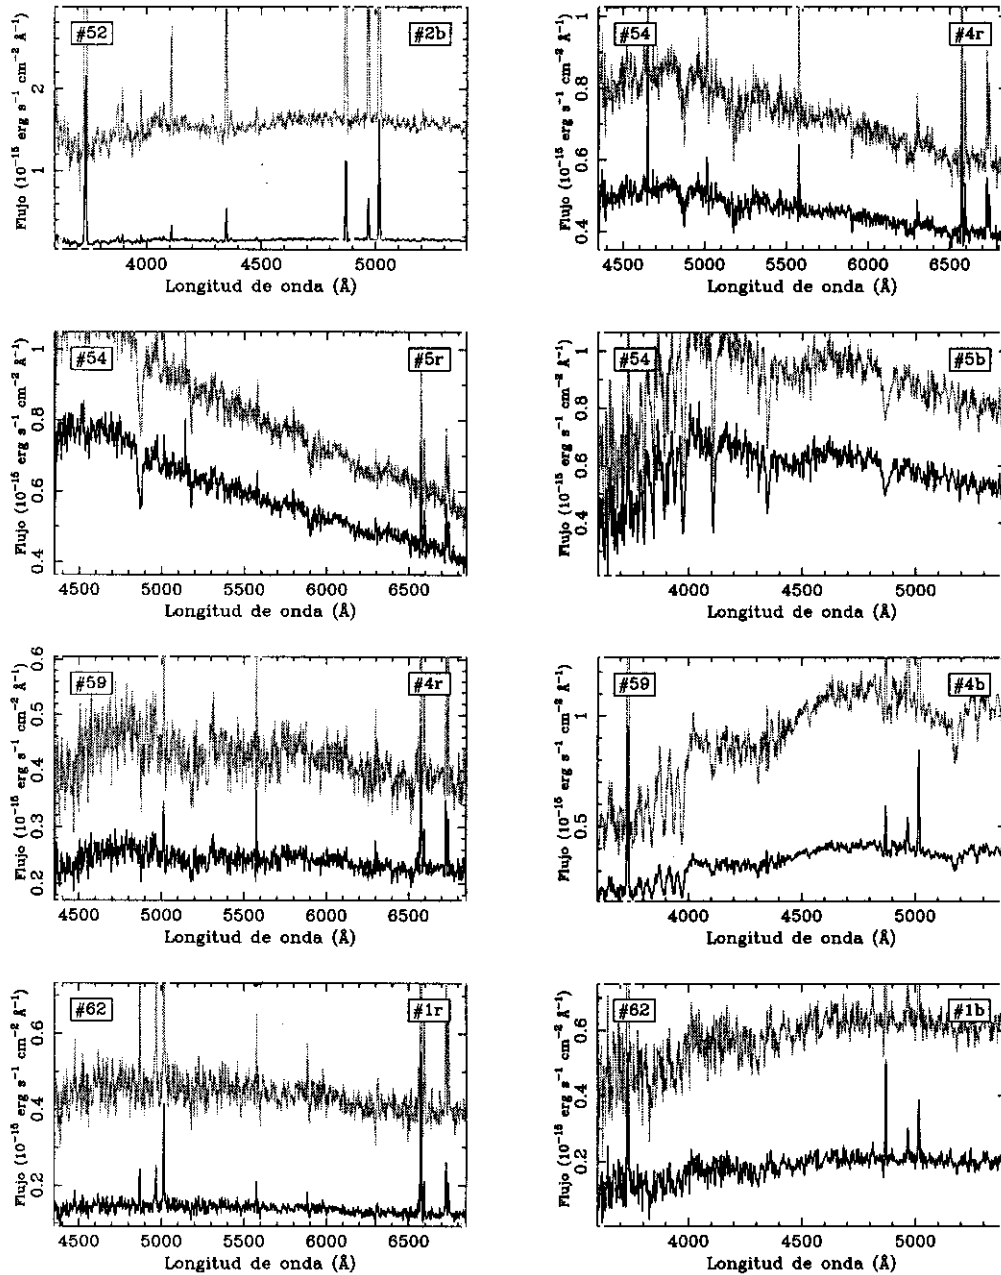 #52 #2b
2
1
Flujo (10⁻¹⁵ erg s⁻¹ cm⁻² Å⁻¹)
4000 4500 5000
Longitud de onda (Å)
#54 #4r
1
0.8
0.6
0.4
Flujo (10⁻¹⁵ erg s⁻¹ cm⁻² Å⁻¹)
4500 5000 5500 6000 6500
Longitud de onda (Å)
#54 #5r
1
0.8
0.6
0.4
Flujo (10⁻¹⁵ erg s⁻¹ cm⁻² Å⁻¹)
4500 5000 5500 6000 6500
Longitud de onda (Å)
#54 #5b
1
0.8
0.6
0.4
Flujo (10⁻¹⁵ erg s⁻¹ cm⁻² Å⁻¹)
4000 4500 5000
Longitud de onda (Å)
#59 #4r
0.6
0.5
0.4
0.3
0.2
Flujo (10⁻¹⁵ erg s⁻¹ cm⁻² Å⁻¹)
4500 5000 5500 6000 6500
Longitud de onda (Å)
#59 #4b
1
0.5
Flujo (10⁻¹⁵ erg s⁻¹ cm⁻² Å⁻¹)
4000 4500 5000
Longitud de onda (Å)
#62 #1r
0.6
0.4
0.2
Flujo (10⁻¹⁵ erg s⁻¹ cm⁻² Å⁻¹)
4500 5000 5500 6000 6500
Longitud de onda (Å)
#62 #1b
0.6
0.4
0.2
Flujo (10⁻¹⁵ erg s⁻¹ cm⁻² Å⁻¹)
4000 4500 5000
Longitud de onda (Å)